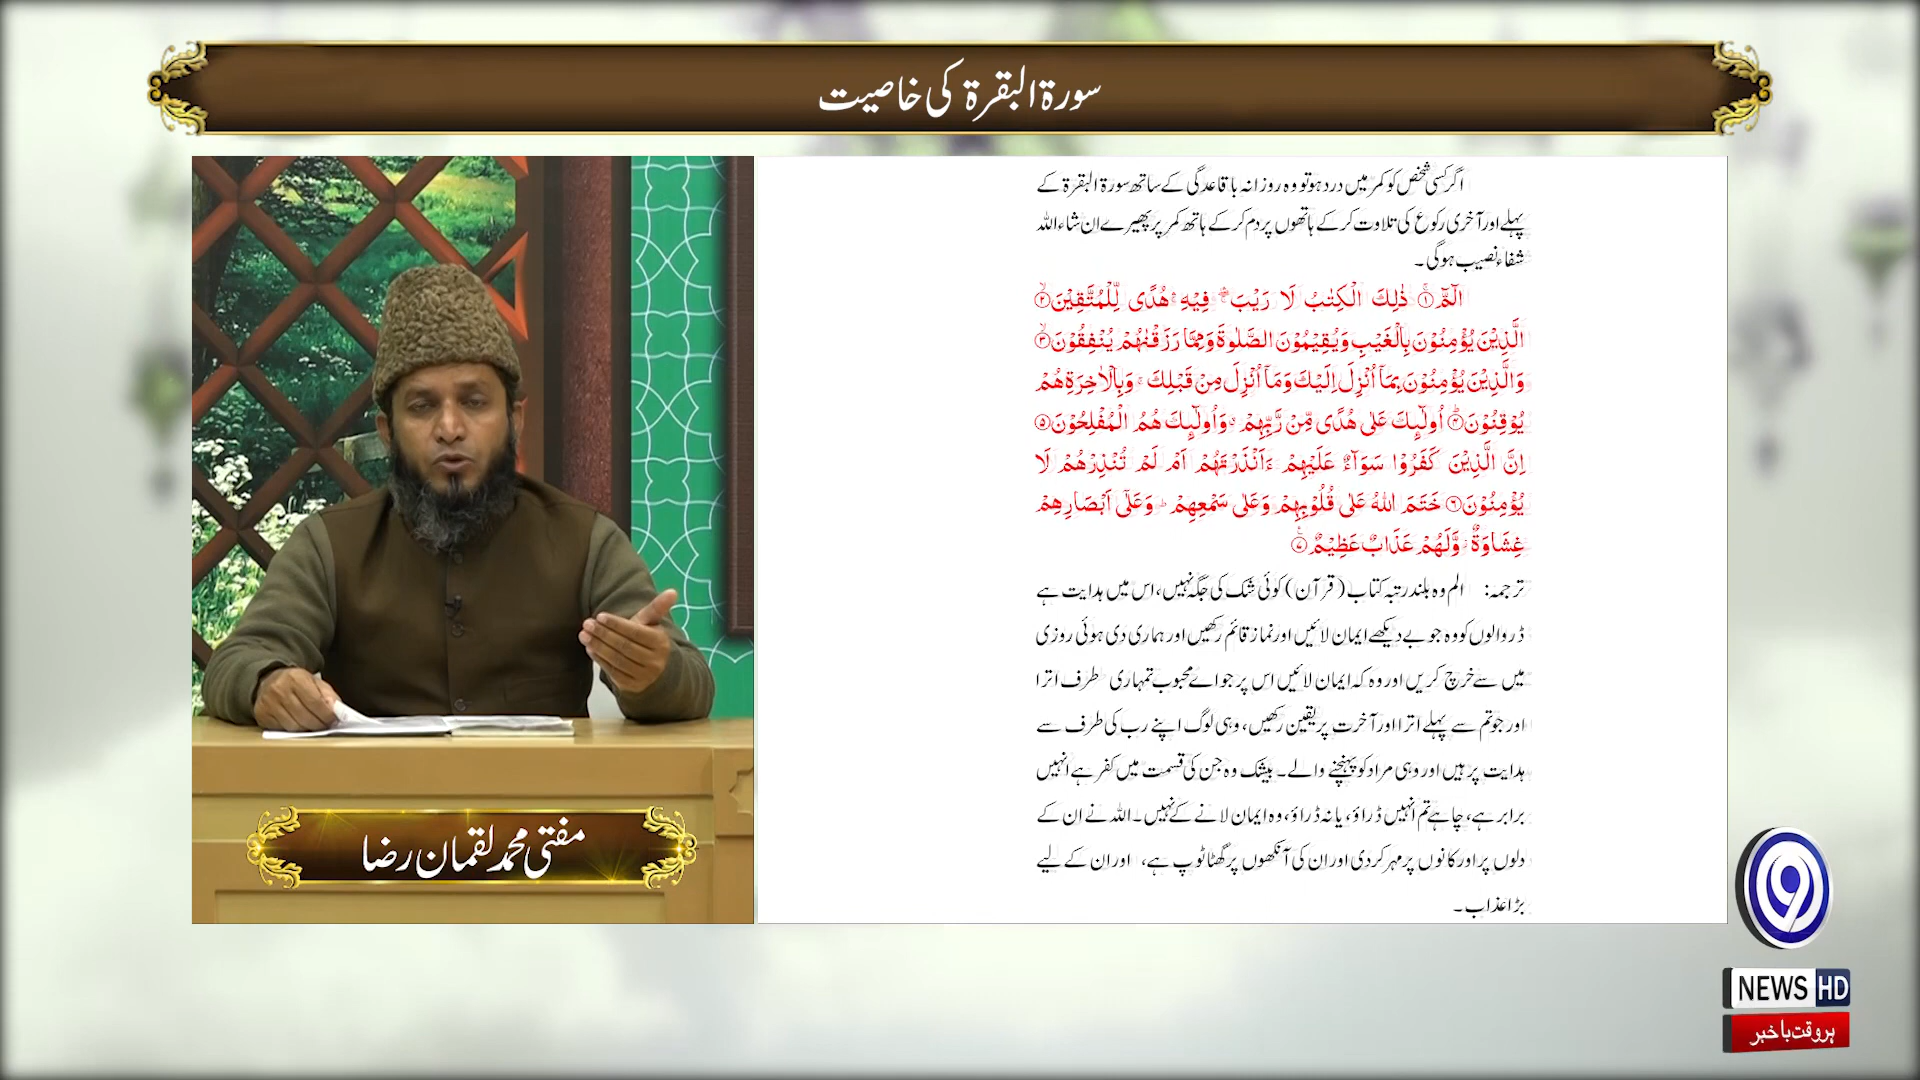 سورۃ البقرۃ کی خاصیت
اگر کسی شخص کو کمر میں درد ہو تو وہ روزانہ باقاعدگی کے ساتھ سورۃ البقرۃ کے
پہلے اور آخری رکوع کی تلاوت کر کے ہاتھوں پر دم کر کے ہاتھ کمر پر پھیرے ان شاء اللہ
شفاء نصیب ہو گی۔
الٓمّٓ ۚ﴿۱﴾ ذٰلِكَ الْكِتٰبُ لَا رَيْبَ ۛۖ فِيْهِ ۛۚ هُدًى لِّلْمُتَّقِيْنَ ۙ﴿۲﴾
الَّذِيْنَ يُؤْمِنُوْنَ بِالْغَيْبِ وَيُقِيْمُوْنَ الصَّلٰوةَ وَمِمَّا رَزَقْنٰهُمْ يُنْفِقُوْنَ ۙ﴿۳﴾
وَالَّذِيْنَ يُؤْمِنُوْنَ بِمَآ اُنْزِلَ اِلَيْكَ وَمَآ اُنْزِلَ مِنْ قَبْلِكَ ۚ وَبِالْاٰخِرَةِ هُمْ
يُوْقِنُوْنَ ؕ﴿۴﴾ اُولٰٓئِكَ عَلٰى هُدًى مِّنْ رَّبِّهِمْ ۗ وَاُولٰٓئِكَ هُمُ الْمُفْلِحُوْنَ ﴿۵﴾
اِنَّ الَّذِيْنَ كَفَرُوْا سَوَآءٌ عَلَيْهِمْ ءَاَنْذَرْتَهُمْ اَمْ لَمْ تُنْذِرْهُمْ لَا
يُؤْمِنُوْنَ ﴿۶﴾ خَتَمَ اللّٰهُ عَلٰى قُلُوْبِهِمْ وَعَلٰى سَمْعِهِمْ ؕ وَعَلٰٓى اَبْصَارِهِمْ
غِشَاوَةٌ ۫ وَّلَهُمْ عَذَابٌ عَظِيْمٌ ﴿۷﴾
ترجمہ: الم وہ بلند رتبہ کتاب (قرآن) کوئی شک کی جگہ نہیں، اس میں ہدایت ہے
ڈر والوں کو وہ جو بے دیکھے ایمان لائیں اور نماز قائم رکھیں اور ہماری دی ہوئی روزی
میں سے خرچ کریں اور وہ کہ ایمان لائیں اس پر جو اے محبوب تمہاری طرف اترا
اور جو تم سے پہلے اترا اور آخرت پر یقین رکھیں، وہی لوگ اپنے رب کی طرف سے
ہدایت پر ہیں اور وہی مراد کو پہنچنے والے۔ بیشک وہ جن کی قسمت میں کفر ہے انہیں
برابر ہے، چاہے تم انہیں ڈراؤ، یا نہ ڈراؤ، وہ ایمان لانے کے نہیں۔ اللہ نے ان کے
دلوں پر اور کانوں پر مہر کر دی اور ان کی آنکھوں پر گھٹا ٹوپ ہے، اور ان کے لیے
بڑا عذاب۔
مفتی محمد لقمان رضا
9
NEWS HD
ہر وقت باخبر